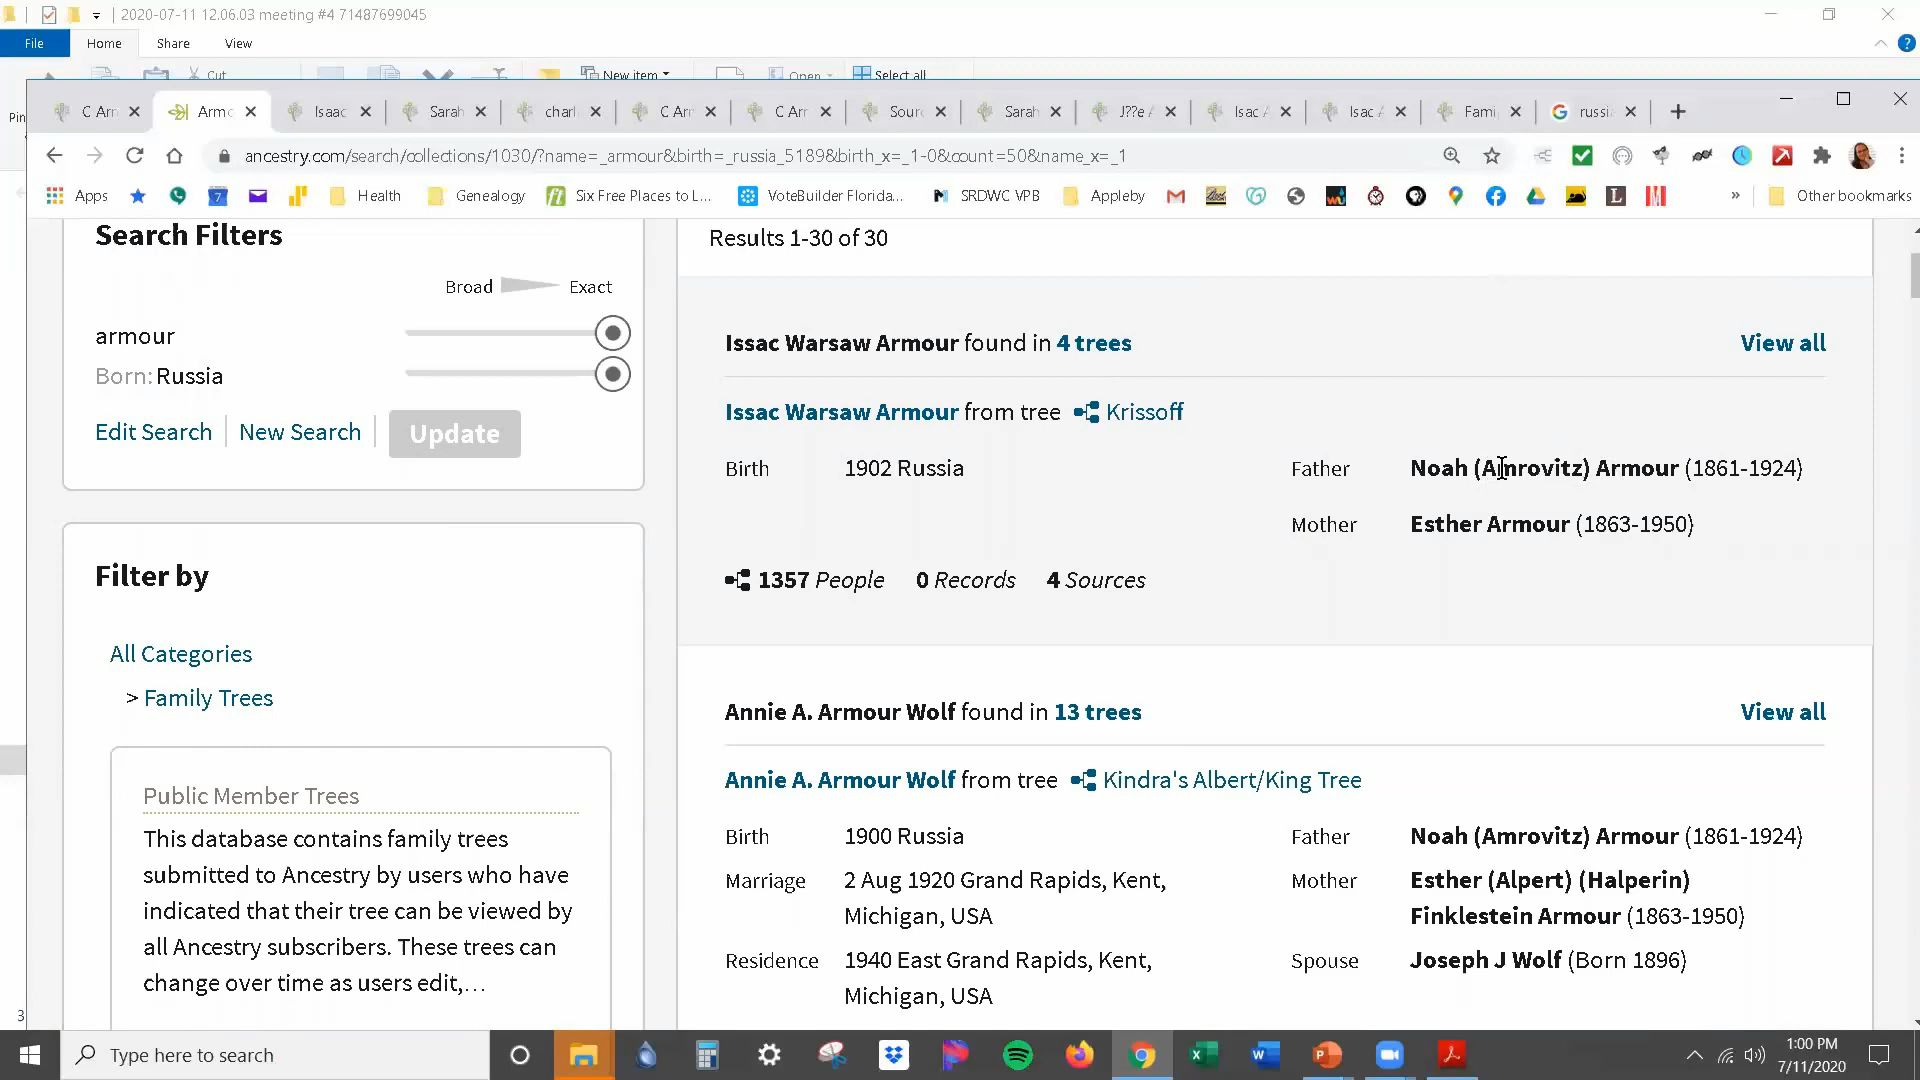 2020-07-11 12.06.03 meeting #4 71487699045
File Home Share View
Cut New item Open Select all
Pin
C Arr Armc Isaac Sarah charl C Arr C Arr Sourc Sarah J??e A Isac A Isac A Fami russi
ancestry.com/search/collections/1030/?name=_armour&birth=_russia_5189&birth_x=_1-0&count=50&name_x=_1
Apps Health Genealogy Six Free Places to L... VoteBuilder Florida... SRDWC VPB Appleby » Other bookmarks
Search Filters
Broad Exact
armour
Born: Russia
Edit Search New Search Update
Filter by
All Categories
> Family Trees
Public Member Trees
This database contains family trees
submitted to Ancestry by users who have
indicated that their tree can be viewed by
all Ancestry subscribers. These trees can
change over time as users edit,…
Results 1-30 of 30
Issac Warsaw Armour found in 4 trees View all
Issac Warsaw Armour from tree Krissoff
Birth 1902 Russia Father Noah (Amrovitz) Armour (1861-1924)
Mother Esther Armour (1863-1950)
1357 People 0 Records 4 Sources
Annie A. Armour Wolf found in 13 trees View all
Annie A. Armour Wolf from tree Kindra's Albert/King Tree
Birth 1900 Russia Father Noah (Amrovitz) Armour (1861-1924)
Marriage 2 Aug 1920 Grand Rapids, Kent, Mother Esther (Alpert) (Halperin)
Michigan, USA Finklestein Armour (1863-1950)
Residence 1940 East Grand Rapids, Kent, Spouse Joseph J Wolf (Born 1896)
Michigan, USA
3
Type here to search
1:00 PM
7/11/2020